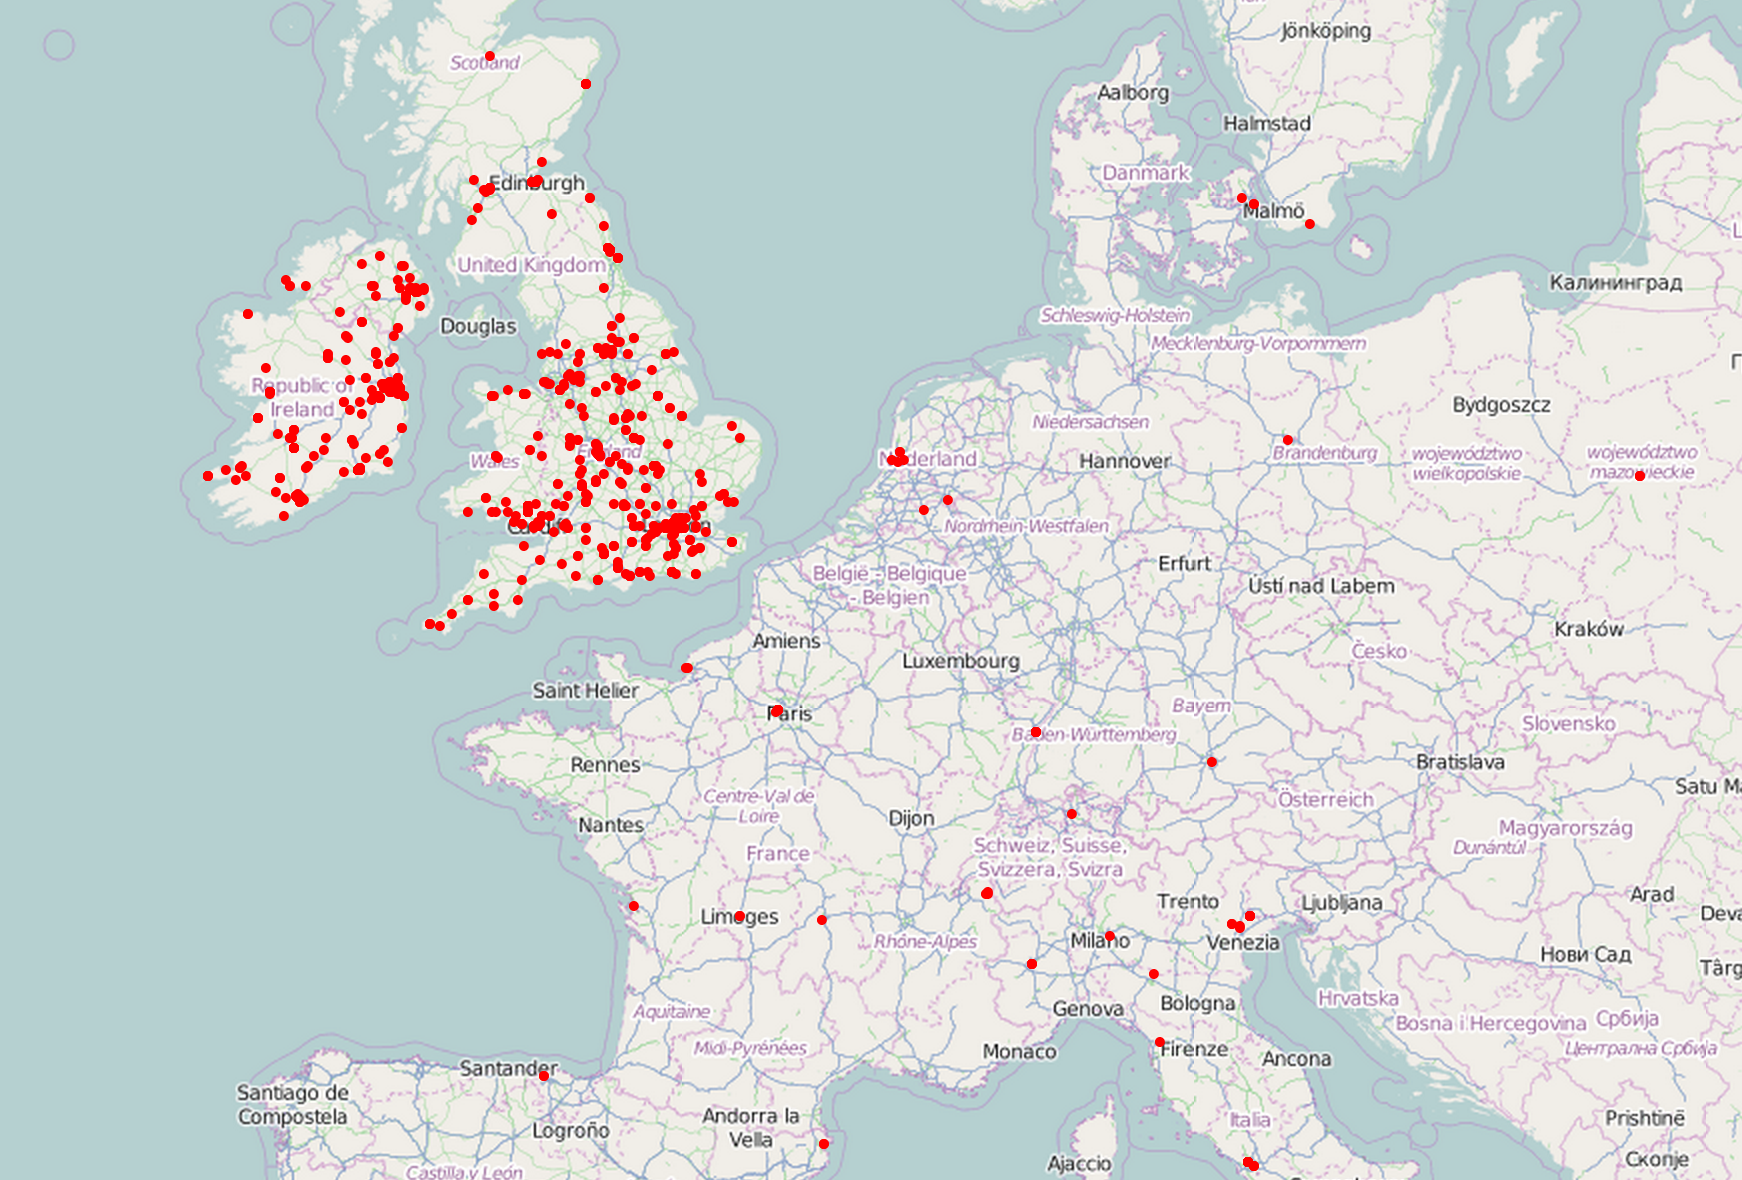 Jönköping
Scotland
Aalborg
Halmstad
Danmark
Edinburgh
Malmö
United Kingdom
Калининград
Schleswig-Holstein
Douglas
Mecklenburg-Vorpommern
Republic of
Ireland
Bydgoszcz
Niedersachsen
England
Wales
Nederland
Hannover
Brandenburg
województwo
wielkopolskie
województwo
mazowieckie
Nordrhein-Westfalen
België - Belgique
- Belgien
Erfurt
Ústí nad Labem
Kraków
Amiens
Luxembourg
Česko
Saint Helier
Paris
Bayern
Baden-Württemberg
Slovensko
Rennes
Bratislava
Satu Ma
Centre-Val de
Loire
Österreich
Nantes
Dijon
Magyarország
Dunántúl
France
Schweiz, Suisse,
Svizzera, Svizra
Limoges
Trento
Ljubljana
Arad
Deva
Rhône-Alpes
Milano
Venezia
Нови Сад
Târg
Aquitaine
Genova
Bologna
Hrvatska
Bosna i Hercegovina
Србија
Midi-Pyrénées
Monaco
Firenze
Ancona
Централна Србија
Santander
Santiago de
Compostela
Logroño
Andorra la
Vella
Italia
Prishtinë
Ajaccio
Скопје
Castilla y León